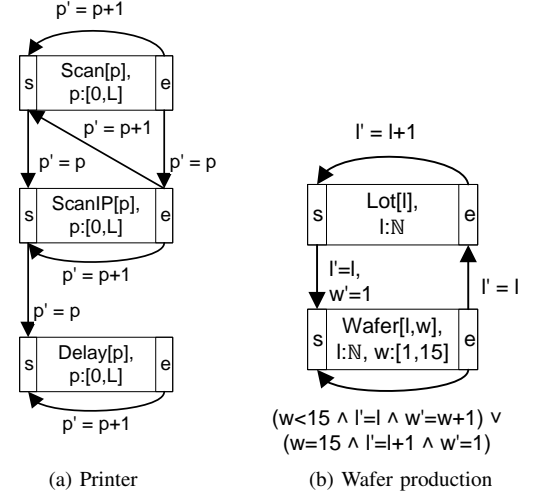 p' = p+1
s
Scan[p],
p:[0,L]
e
p' = p+1
p' = p
p' = p
s
ScanIP[p],
p:[0,L]
e
p' = p+1
p' = p
s
Delay[p],
p:[0,L]
e
p' = p+1
(a) Printer
l' = l+1
s
Lot[l],
l:ℕ
e
l'=l,
w'=1
l' = l
s
Wafer[l,w],
l:ℕ, w:[1,15]
e
(w<15 ∧ l'=l ∧ w'=w+1) ∨
(w=15 ∧ l'=l+1 ∧ w'=1)
(b) Wafer production